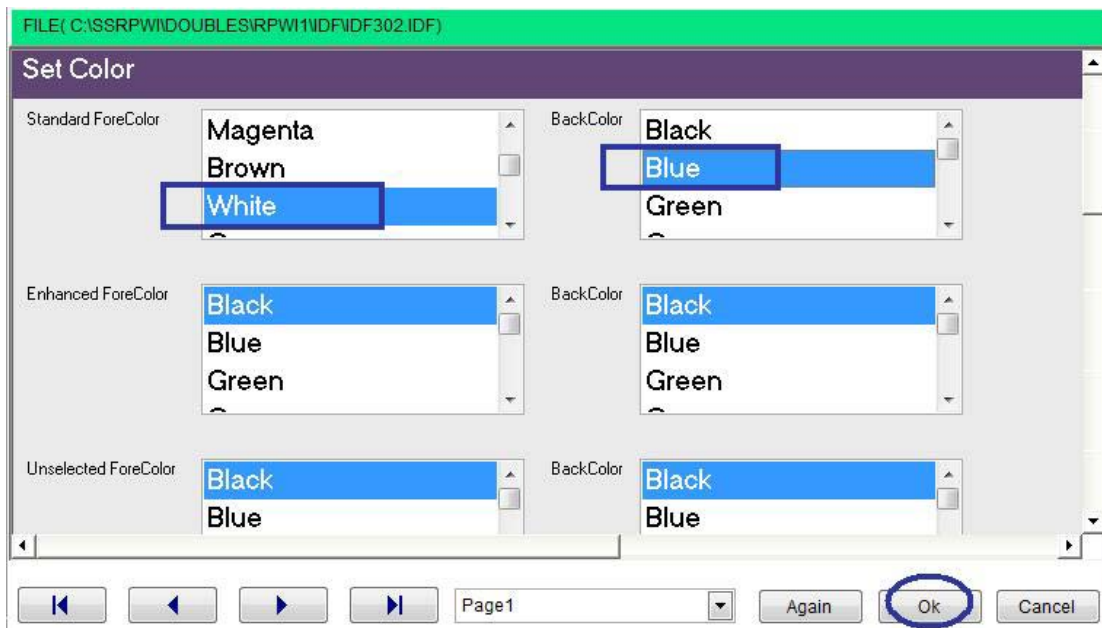 FILE( C:\SSRPWI\DOUBLES\RPWI1\IDF\IDF302.IDF)
Set Color
Standard ForeColor
Magenta
Brown
White
BackColor
Black
Blue
Green
Enhanced ForeColor
Black
Blue
Green
BackColor
Black
Blue
Green
Unselected ForeColor
Black
Blue
BackColor
Black
Blue
Page1
Again
Ok
Cancel